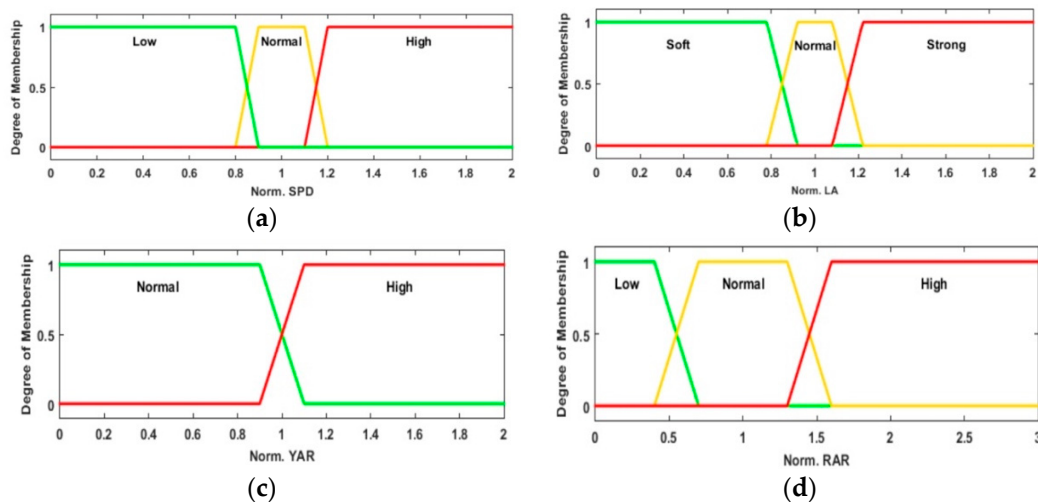 Degree of Membership
1
0.5
0
Low
Normal
High
0 0.2 0.4 0.6 0.8 1 1.2 1.4 1.6 1.8 2
Norm. SPD
(a)
Degree of Membership
1
0.5
0
Soft
Normal
Strong
0 0.2 0.4 0.6 0.8 1 1.2 1.4 1.6 1.8 2
Norm. LA
(b)
Degree of Membership
1
0.5
0
Normal
High
0 0.2 0.4 0.6 0.8 1 1.2 1.4 1.6 1.8 2
Norm. YAR
(c)
Degree of Membership
1
0.5
0
Low
Normal
High
0 0.5 1 1.5 2 2.5 3
Norm. RAR
(d)